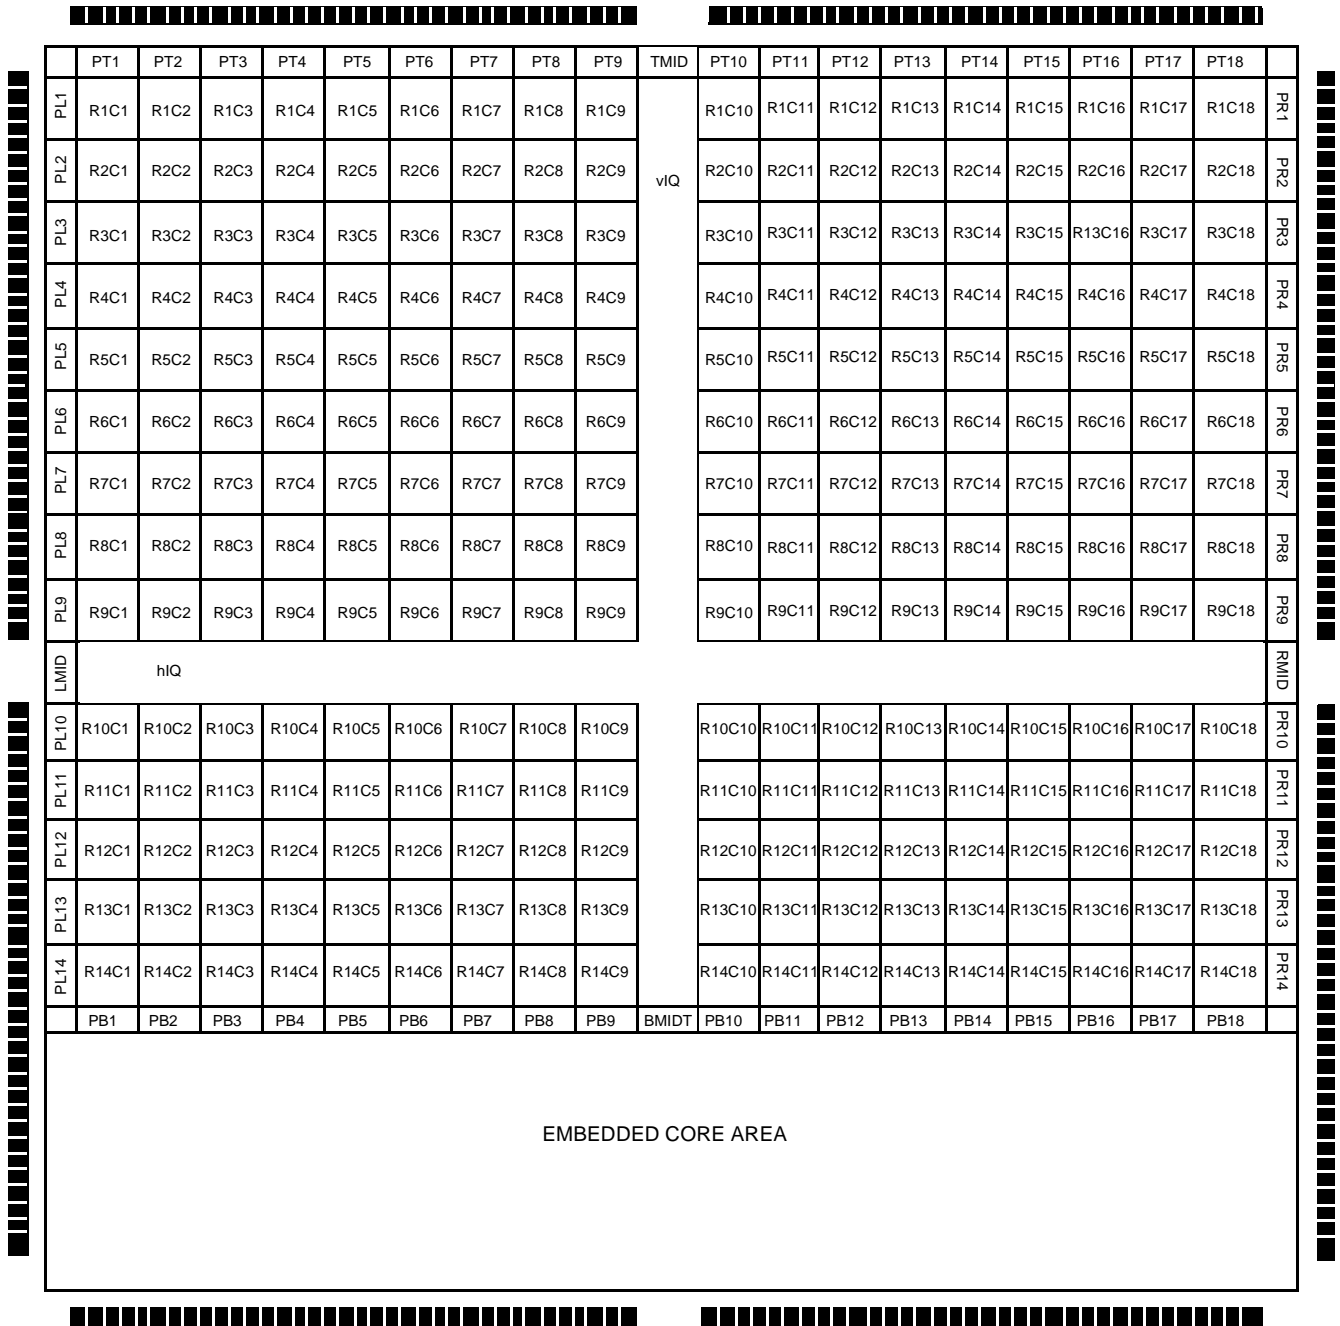 PT1 PT2 PT3 PT4 PT5 PT6 PT7 PT8 PT9 TMID PT10 PT11 PT12 PT13 PT14 PT15 PT16 PT17 PT18
PL1 R1C1 R1C2 R1C3 R1C4 R1C5 R1C6 R1C7 R1C8 R1C9 R1C10 R1C11 R1C12 R1C13 R1C14 R1C15 R1C16 R1C17 R1C18 PR1
PL2 R2C1 R2C2 R2C3 R2C4 R2C5 R2C6 R2C7 R2C8 R2C9 vIQ R2C10 R2C11 R2C12 R2C13 R2C14 R2C15 R2C16 R2C17 R2C18 PR2
PL3 R3C1 R3C2 R3C3 R3C4 R3C5 R3C6 R3C7 R3C8 R3C9 R3C10 R3C11 R3C12 R3C13 R3C14 R3C15 R13C16 R3C17 R3C18 PR3
PL4 R4C1 R4C2 R4C3 R4C4 R4C5 R4C6 R4C7 R4C8 R4C9 R4C10 R4C11 R4C12 R4C13 R4C14 R4C15 R4C16 R4C17 R4C18 PR4
PL5 R5C1 R5C2 R5C3 R5C4 R5C5 R5C6 R5C7 R5C8 R5C9 R5C10 R5C11 R5C12 R5C13 R5C14 R5C15 R5C16 R5C17 R5C18 PR5
PL6 R6C1 R6C2 R6C3 R6C4 R6C5 R6C6 R6C7 R6C8 R6C9 R6C10 R6C11 R6C12 R6C13 R6C14 R6C15 R6C16 R6C17 R6C18 PR6
PL7 R7C1 R7C2 R7C3 R7C4 R7C5 R7C6 R7C7 R7C8 R7C9 R7C10 R7C11 R7C12 R7C13 R7C14 R7C15 R7C16 R7C17 R7C18 PR7
PL8 R8C1 R8C2 R8C3 R8C4 R8C5 R8C6 R8C7 R8C8 R8C9 R8C10 R8C11 R8C12 R8C13 R8C14 R8C15 R8C16 R8C17 R8C18 PR8
PL9 R9C1 R9C2 R9C3 R9C4 R9C5 R9C6 R9C7 R9C8 R9C9 R9C10 R9C11 R9C12 R9C13 R9C14 R9C15 R9C16 R9C17 R9C18 PR9
LMID hIQ RMID
PL10 R10C1 R10C2 R10C3 R10C4 R10C5 R10C6 R10C7 R10C8 R10C9 R10C10 R10C11 R10C12 R10C13 R10C14 R10C15 R10C16 R10C17 R10C18 PR10
PL11 R11C1 R11C2 R11C3 R11C4 R11C5 R11C6 R11C7 R11C8 R11C9 R11C10 R11C11 R11C12 R11C13 R11C14 R11C15 R11C16 R11C17 R11C18 PR11
PL12 R12C1 R12C2 R12C3 R12C4 R12C5 R12C6 R12C7 R12C8 R12C9 R12C10 R12C11 R12C12 R12C13 R12C14 R12C15 R12C16 R12C17 R12C18 PR12
PL13 R13C1 R13C2 R13C3 R13C4 R13C5 R13C6 R13C7 R13C8 R13C9 R13C10 R13C11 R13C12 R13C13 R13C14 R13C15 R13C16 R13C17 R13C18 PR13
PL14 R14C1 R14C2 R14C3 R14C4 R14C5 R14C6 R14C7 R14C8 R14C9 R14C10 R14C11 R14C12 R14C13 R14C14 R14C15 R14C16 R14C17 R14C18 PR14
PB1 PB2 PB3 PB4 PB5 PB6 PB7 PB8 PB9 BMIDT PB10 PB11 PB12 PB13 PB14 PB15 PB16 PB17 PB18
EMBEDDED CORE AREA